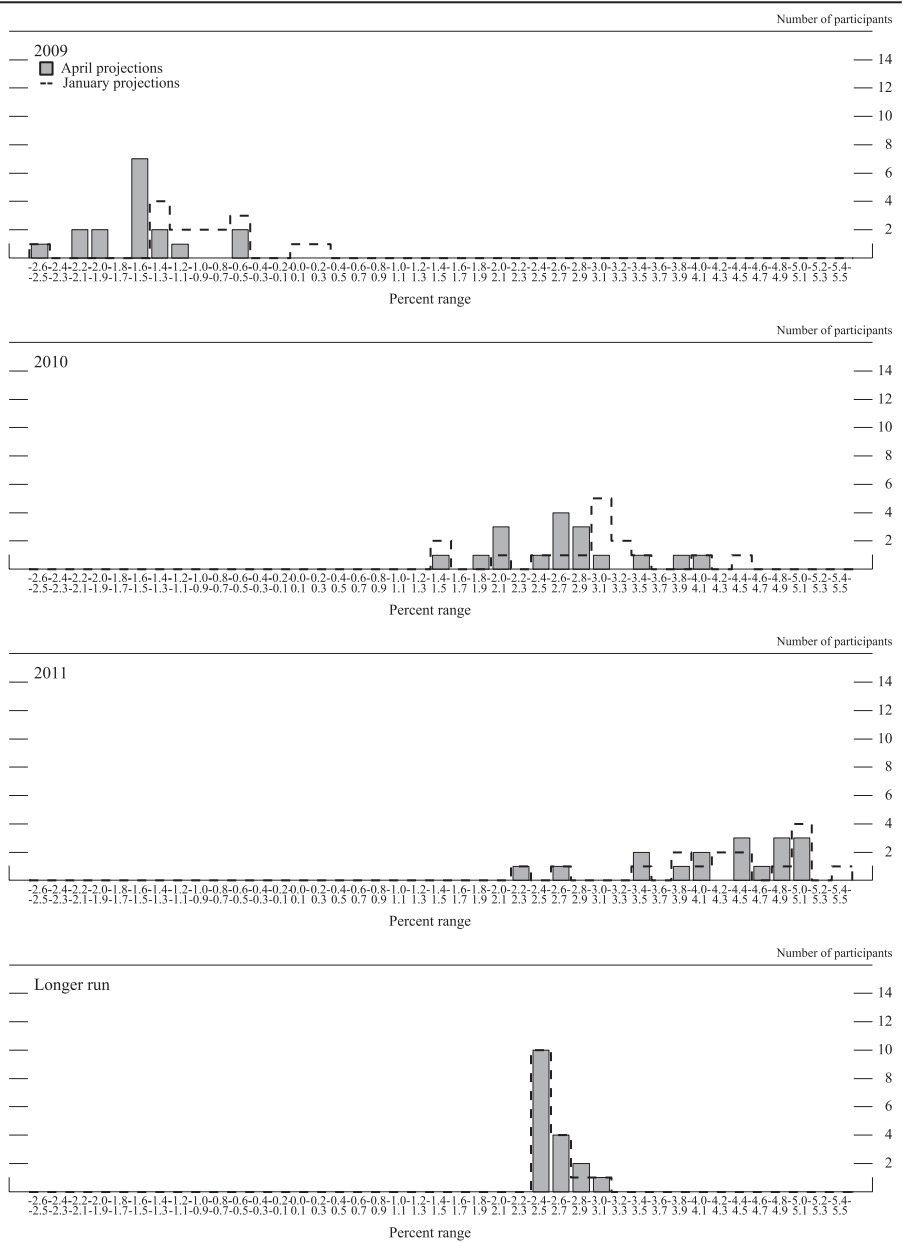 Number of participants
2009
April projections
January projections
14
12
10
8
6
4
2
-2.6- -2.4- -2.2- -2.0- -1.8- -1.6- -1.4- -1.2- -1.0- -0.8- -0.6- -0.4- -0.2- 0.0- 0.2- 0.4- 0.6- 0.8- 1.0- 1.2- 1.4- 1.6- 1.8- 2.0- 2.2- 2.4- 2.6- 2.8- 3.0- 3.2- 3.4- 3.6- 3.8- 4.0- 4.2- 4.4- 4.6- 4.8- 5.0- 5.2- 5.4-
-2.5 -2.3 -2.1 -1.9 -1.7 -1.5 -1.3 -1.1 -0.9 -0.7 -0.5 -0.3 -0.1 0.1 0.3 0.5 0.7 0.9 1.1 1.3 1.5 1.7 1.9 2.1 2.3 2.5 2.7 2.9 3.1 3.3 3.5 3.7 3.9 4.1 4.3 4.5 4.7 4.9 5.1 5.3 5.5
Percent range
Number of participants
2010
14
12
10
8
6
4
2
-2.6- -2.4- -2.2- -2.0- -1.8- -1.6- -1.4- -1.2- -1.0- -0.8- -0.6- -0.4- -0.2- 0.0- 0.2- 0.4- 0.6- 0.8- 1.0- 1.2- 1.4- 1.6- 1.8- 2.0- 2.2- 2.4- 2.6- 2.8- 3.0- 3.2- 3.4- 3.6- 3.8- 4.0- 4.2- 4.4- 4.6- 4.8- 5.0- 5.2- 5.4-
-2.5 -2.3 -2.1 -1.9 -1.7 -1.5 -1.3 -1.1 -0.9 -0.7 -0.5 -0.3 -0.1 0.1 0.3 0.5 0.7 0.9 1.1 1.3 1.5 1.7 1.9 2.1 2.3 2.5 2.7 2.9 3.1 3.3 3.5 3.7 3.9 4.1 4.3 4.5 4.7 4.9 5.1 5.3 5.5
Percent range
Number of participants
2011
14
12
10
8
6
4
2
-2.6- -2.4- -2.2- -2.0- -1.8- -1.6- -1.4- -1.2- -1.0- -0.8- -0.6- -0.4- -0.2- 0.0- 0.2- 0.4- 0.6- 0.8- 1.0- 1.2- 1.4- 1.6- 1.8- 2.0- 2.2- 2.4- 2.6- 2.8- 3.0- 3.2- 3.4- 3.6- 3.8- 4.0- 4.2- 4.4- 4.6- 4.8- 5.0- 5.2- 5.4-
-2.5 -2.3 -2.1 -1.9 -1.7 -1.5 -1.3 -1.1 -0.9 -0.7 -0.5 -0.3 -0.1 0.1 0.3 0.5 0.7 0.9 1.1 1.3 1.5 1.7 1.9 2.1 2.3 2.5 2.7 2.9 3.1 3.3 3.5 3.7 3.9 4.1 4.3 4.5 4.7 4.9 5.1 5.3 5.5
Percent range
Number of participants
Longer run
14
12
10
8
6
4
2
-2.6- -2.4- -2.2- -2.0- -1.8- -1.6- -1.4- -1.2- -1.0- -0.8- -0.6- -0.4- -0.2- 0.0- 0.2- 0.4- 0.6- 0.8- 1.0- 1.2- 1.4- 1.6- 1.8- 2.0- 2.2- 2.4- 2.6- 2.8- 3.0- 3.2- 3.4- 3.6- 3.8- 4.0- 4.2- 4.4- 4.6- 4.8- 5.0- 5.2- 5.4-
-2.5 -2.3 -2.1 -1.9 -1.7 -1.5 -1.3 -1.1 -0.9 -0.7 -0.5 -0.3 -0.1 0.1 0.3 0.5 0.7 0.9 1.1 1.3 1.5 1.7 1.9 2.1 2.3 2.5 2.7 2.9 3.1 3.3 3.5 3.7 3.9 4.1 4.3 4.5 4.7 4.9 5.1 5.3 5.5
Percent range